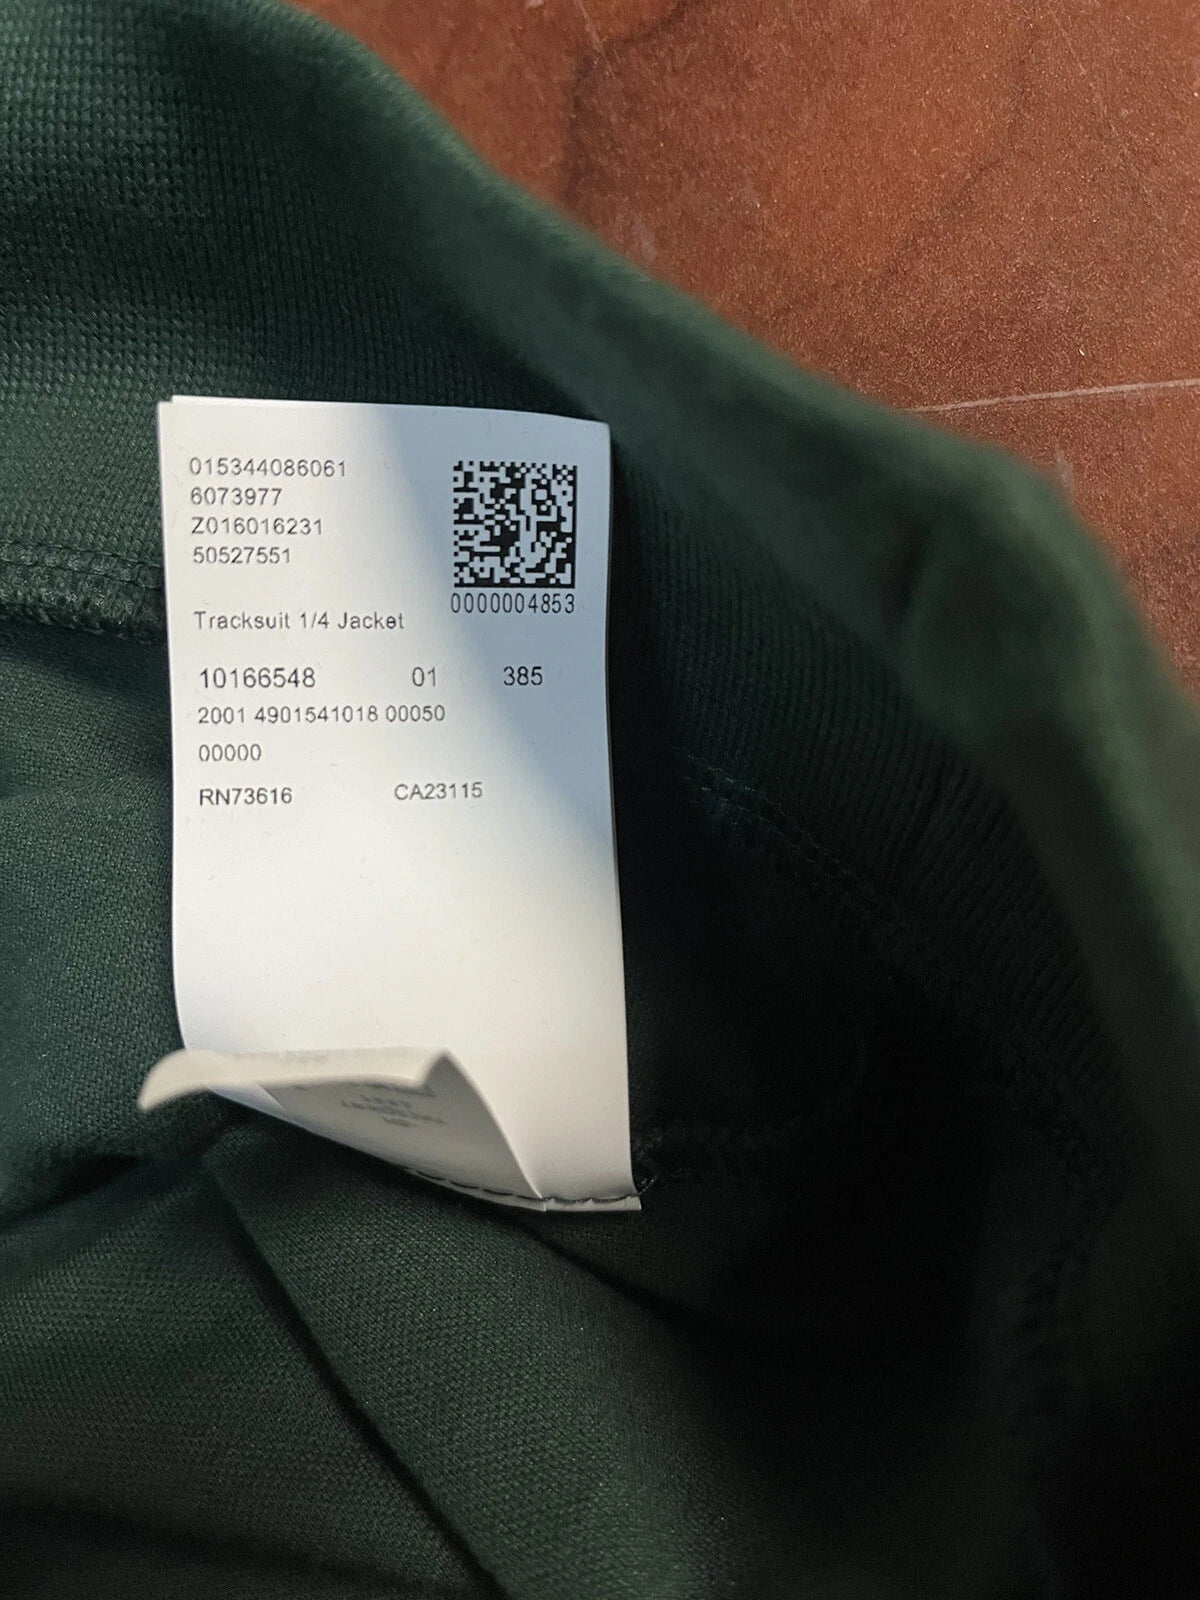 015344086061
6073977
Z016016231
50527551
0000004853
Tracksuit 1/4 Jacket
10166548 01 385
2001 4901541018 00050
00000
RN73616 CA23115